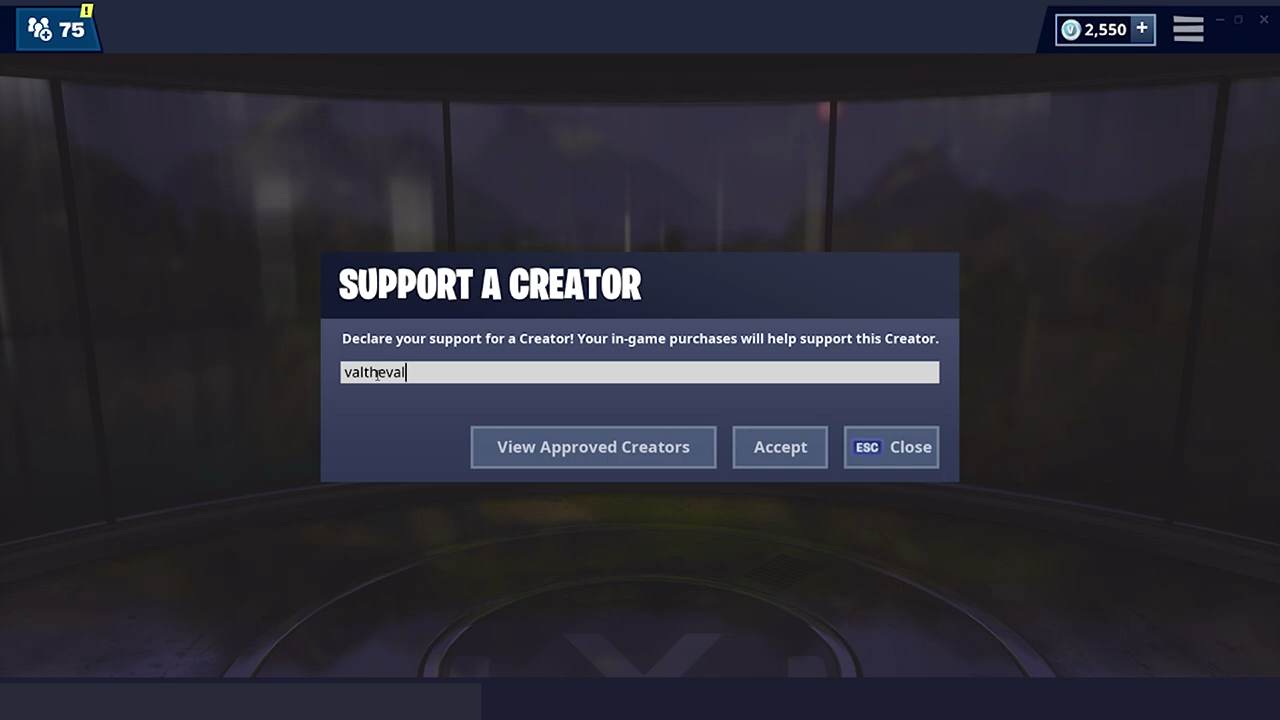 75
!
2,550 +
SUPPORT A CREATOR
Declare your support for a Creator! Your in-game purchases will help support this Creator.
valtheval
View Approved Creators
Accept
ESC Close